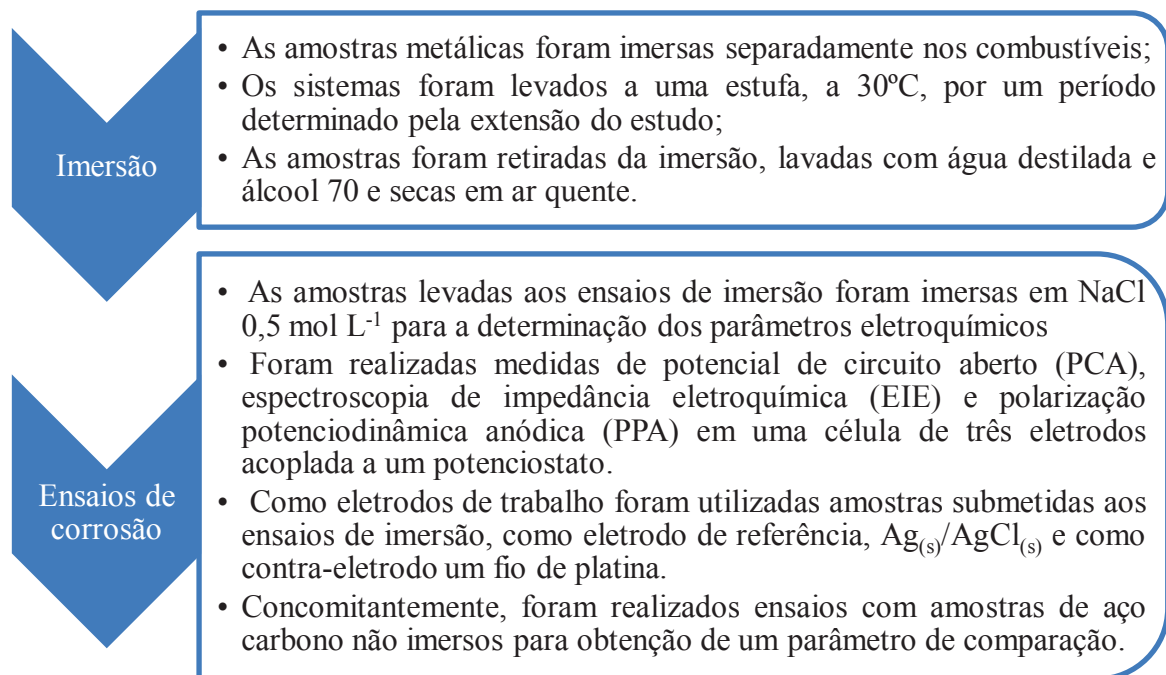 Imersão
• As amostras metálicas foram imersas separadamente nos combustíveis;
• Os sistemas foram levados a uma estufa, a 30ºC, por um período
determinado pela extensão do estudo;
• As amostras foram retiradas da imersão, lavadas com água destilada e
álcool 70 e secas em ar quente.
Ensaios de
corrosão
• As amostras levadas aos ensaios de imersão foram imersas em NaCl
0,5 mol L⁻¹ para a determinação dos parâmetros eletroquímicos
• Foram realizadas medidas de potencial de circuito aberto (PCA),
espectroscopia de impedância eletroquímica (EIE) e polarização
potenciodinâmica anódica (PPA) em uma célula de três eletrodos
acoplada a um potenciostato.
• Como eletrodos de trabalho foram utilizadas amostras submetidas aos
ensaios de imersão, como eletrodo de referência, Ag₍ₛ₎/AgCl₍ₛ₎ e como
contra-eletrodo um fio de platina.
• Concomitantemente, foram realizados ensaios com amostras de aço
carbono não imersos para obtenção de um parâmetro de comparação.